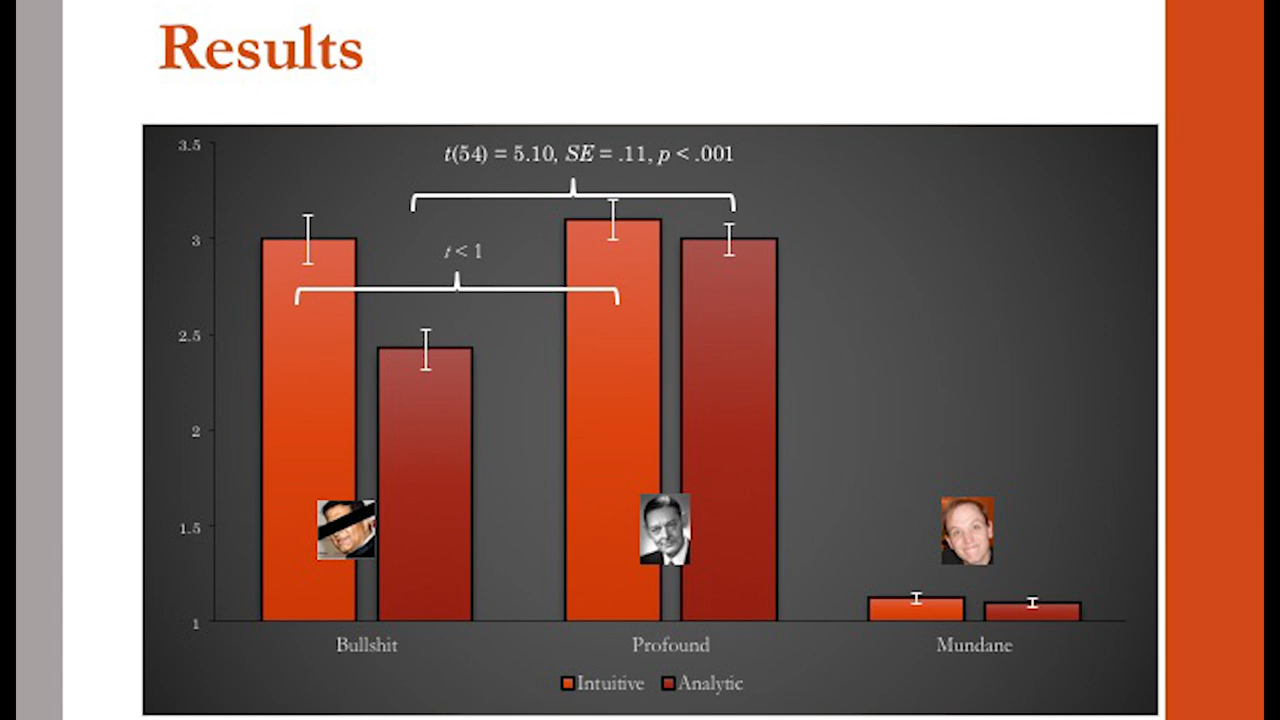 Results
3.5
t(54) = 5.10, SE = .11, p < .001
3
t < 1
2.5
2
1.5
1
Bullshit Profound Mundane
Intuitive Analytic